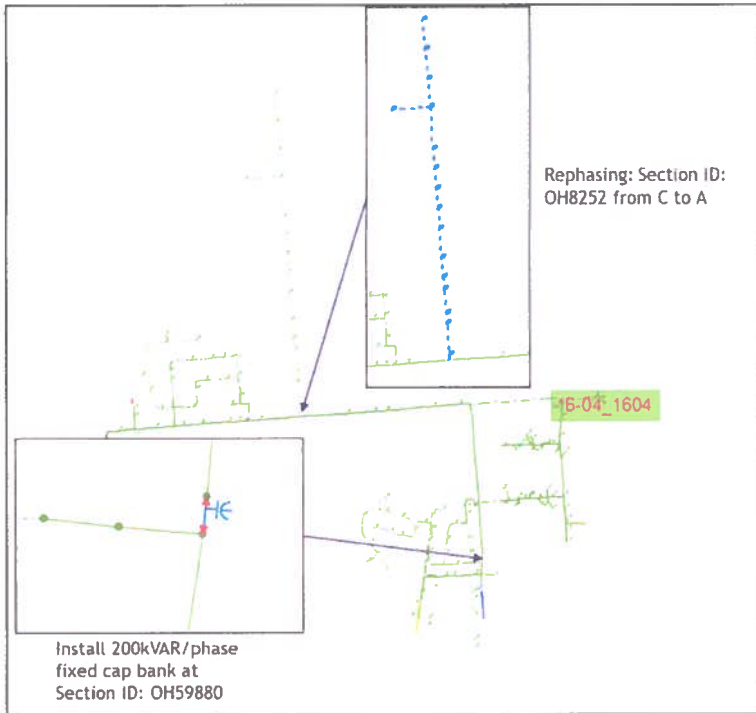 Rephasing: Section ID:
OH8252 from C to A
16-04_1604
Install 200kVAR/phase
fixed cap bank at
Section ID: OH59880